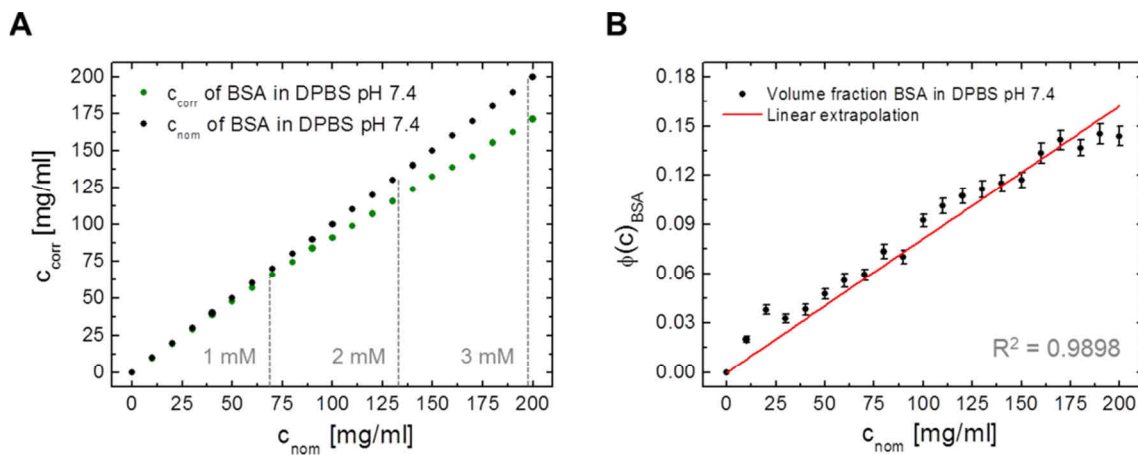 A
200
175
150
125
100
75
50
25
0
c_corr [mg/ml]
c_corr of BSA in DPBS pH 7.4
c_nom of BSA in DPBS pH 7.4
1 mM
2 mM
3 mM
0 25 50 75 100 125 150 175 200
c_nom [mg/ml]
B
0.18
0.15
0.12
0.09
0.06
0.03
0.00
ϕ(c)_BSA
Volume fraction BSA in DPBS pH 7.4
Linear extrapolation
R² = 0.9898
0 25 50 75 100 125 150 175 200
c_nom [mg/ml]